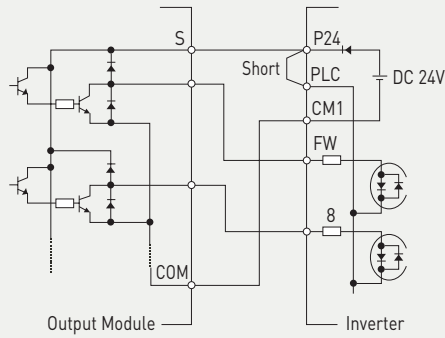 S
P24
Short
PLC
DC 24V
CM1
FW
8
COM
Output Module
Inverter